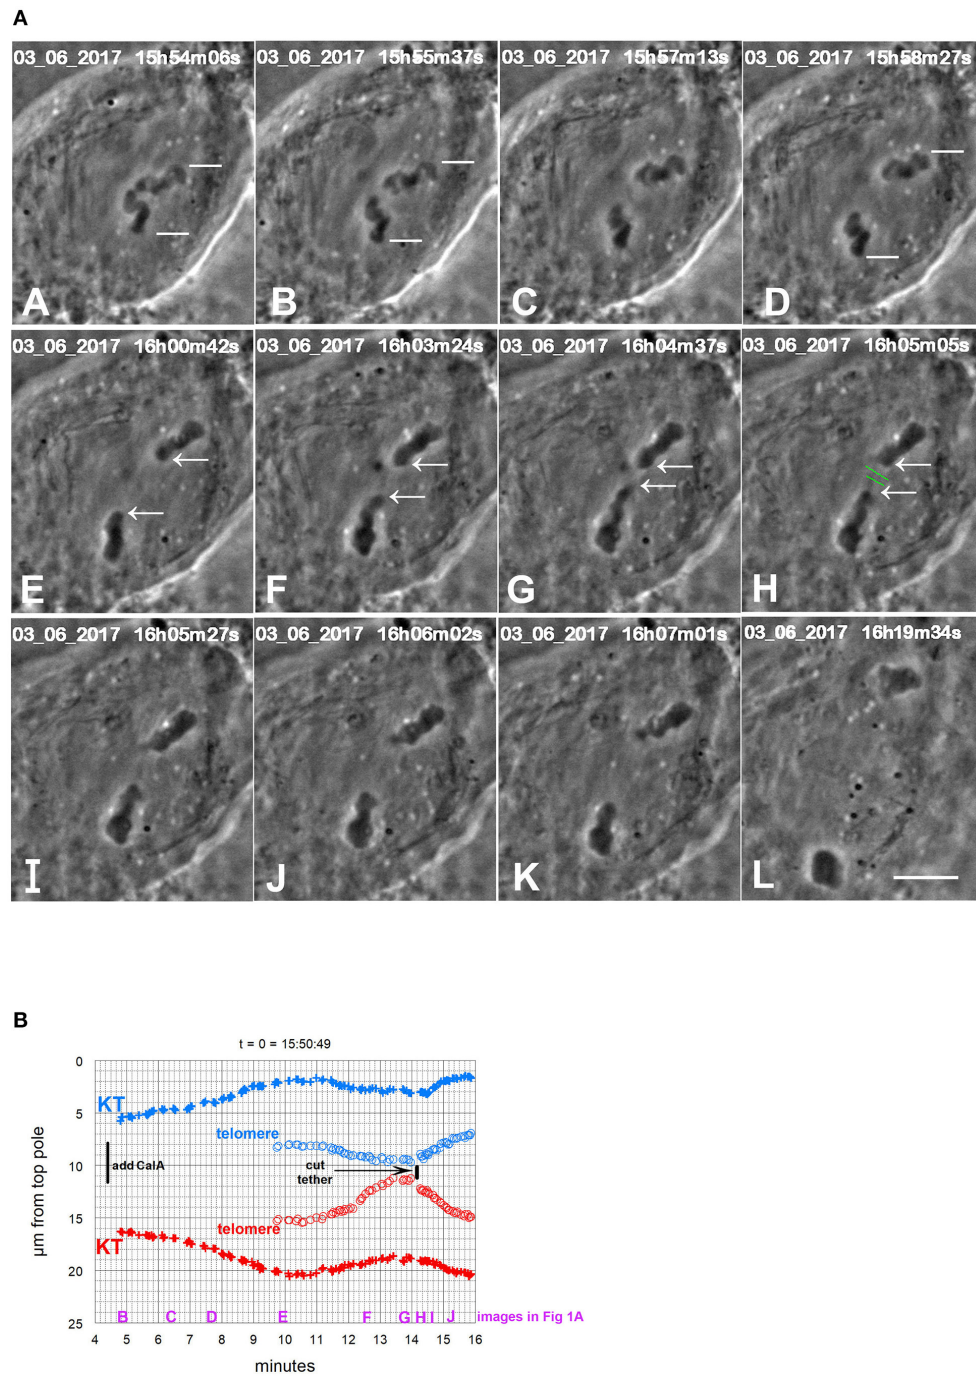 A
03_06_2017 15h54m06s
A
03_06_2017 15h55m37s
B
03_06_2017 15h57m13s
C
03_06_2017 15h58m27s
D
03_06_2017 16h00m42s
E
03_06_2017 16h03m24s
F
03_06_2017 16h04m37s
G
03_06_2017 16h05m05s
H
03_06_2017 16h05m27s
I
03_06_2017 16h06m02s
J
03_06_2017 16h07m01s
K
03_06_2017 16h19m34s
L
B
t = 0 = 15:50:49
µm from top pole
0
5
10
15
20
25
KT
telomere
add CalA
cut
tether
telomere
KT
B C D E F G H I J images in Fig 1A
4 5 6 7 8 9 10 11 12 13 14 15 16
minutes